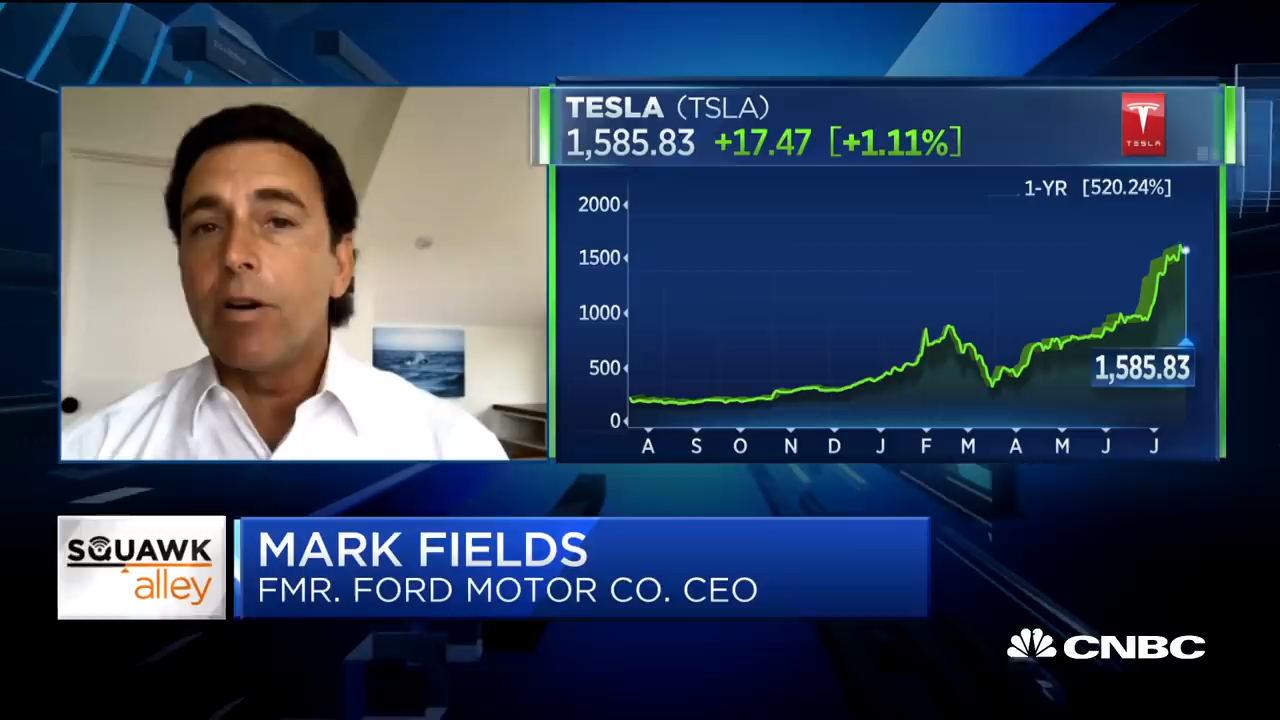 TESLA (TSLA)
1,585.83 +17.47 [+1.11%]
TESLA
1-YR [520.24%]
2000
1500
1000
500
0
1,585.83
A S O N D J F M A M J J
SQUAWK
alley
MARK FIELDS
FMR. FORD MOTOR CO. CEO
CNBC